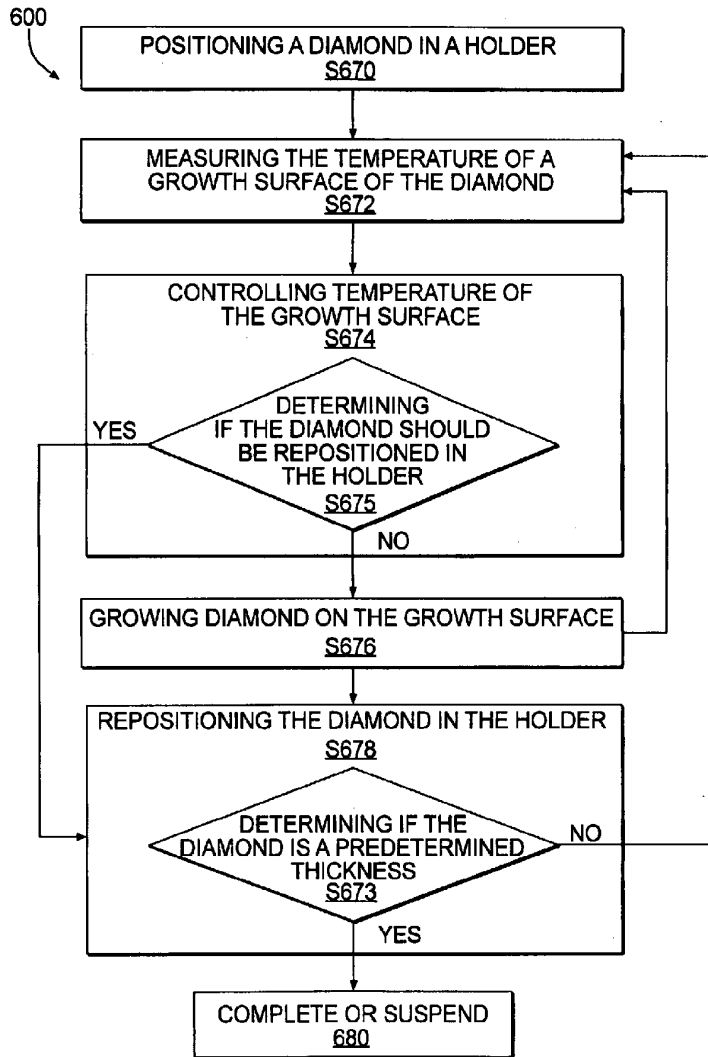 600
POSITIONING A DIAMOND IN A HOLDER
S670
MEASURING THE TEMPERATURE OF A
GROWTH SURFACE OF THE DIAMOND
S672
CONTROLLING TEMPERATURE OF
THE GROWTH SURFACE
S674
DETERMINING
IF THE DIAMOND SHOULD
BE REPOSITIONED IN
THE HOLDER
S675
YES
NO
GROWING DIAMOND ON THE GROWTH SURFACE
S676
REPOSITIONING THE DIAMOND IN THE HOLDER
S678
DETERMINING IF THE
DIAMOND IS A PREDETERMINED
THICKNESS
S673
NO
YES
COMPLETE OR SUSPEND
680